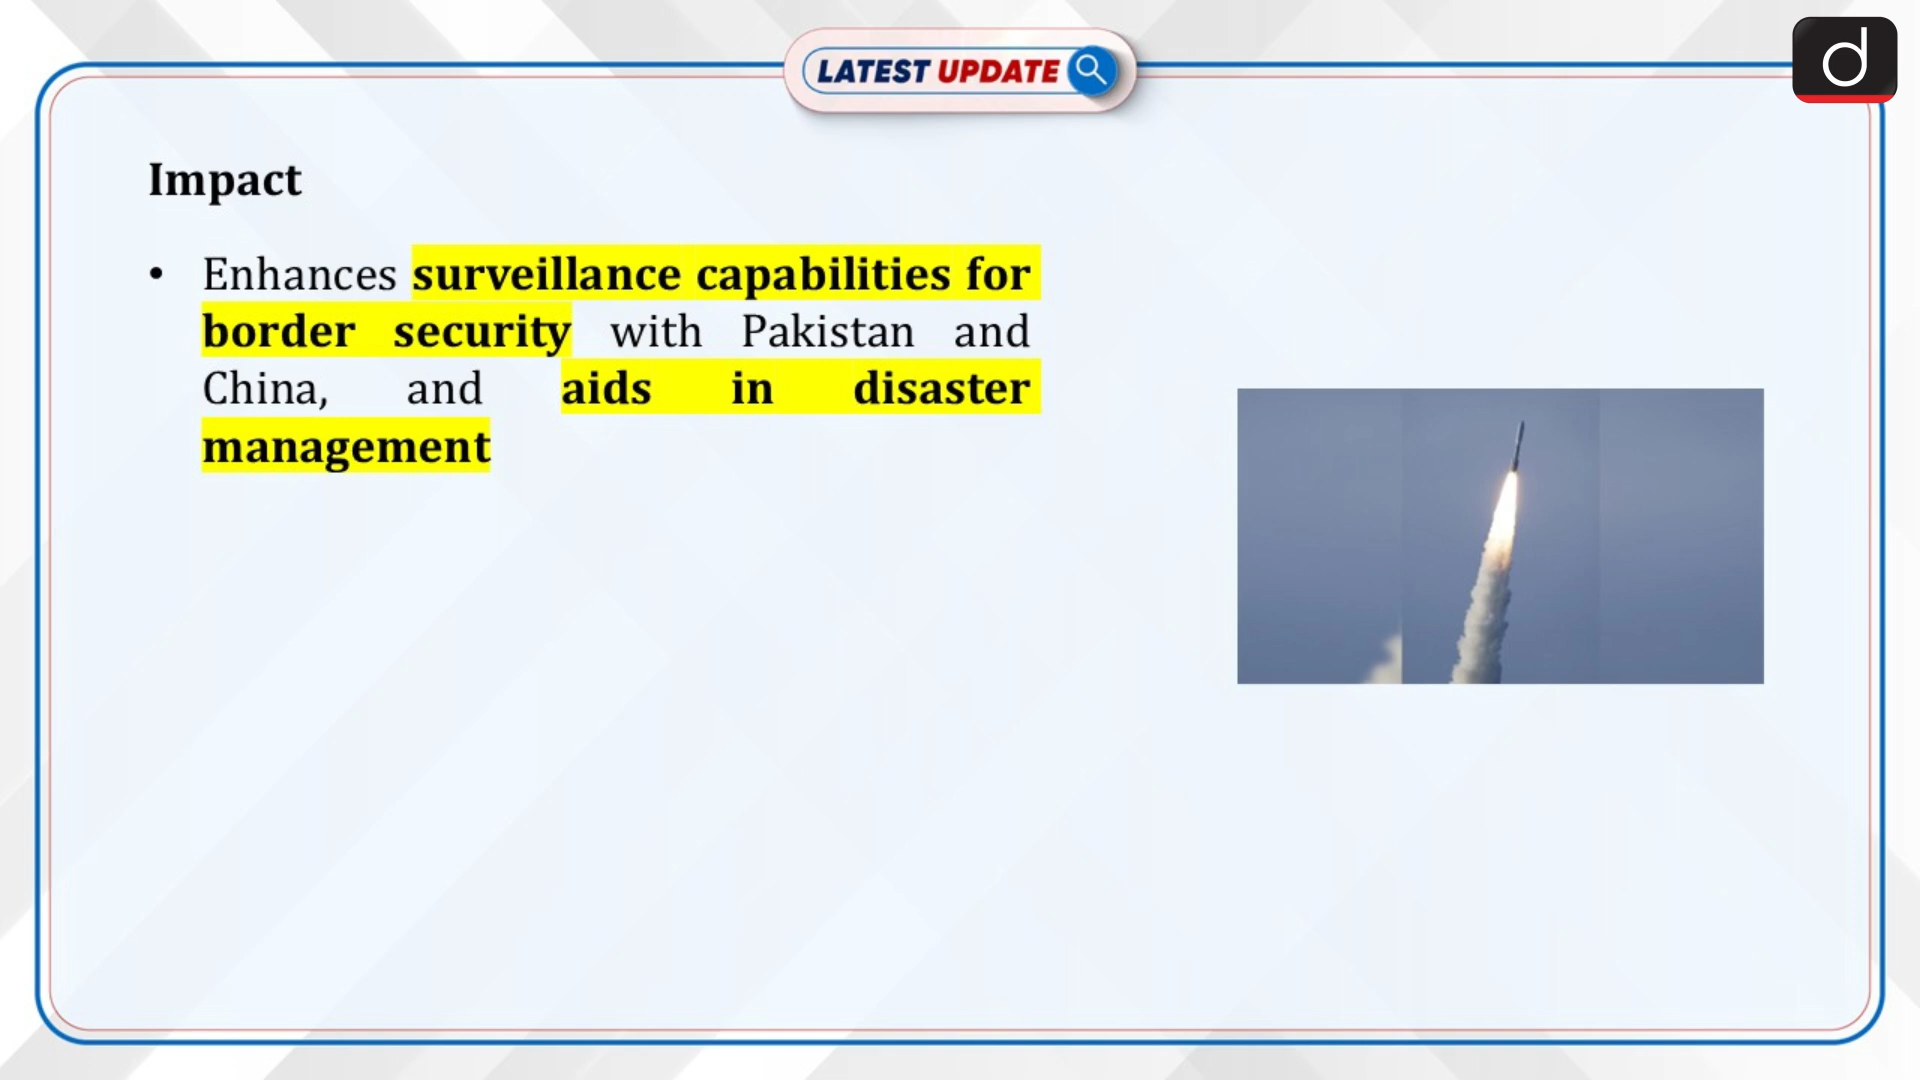 LATEST UPDATE
d
Impact
• Enhances surveillance capabilities for
border security with Pakistan and
China, and aids in disaster
management